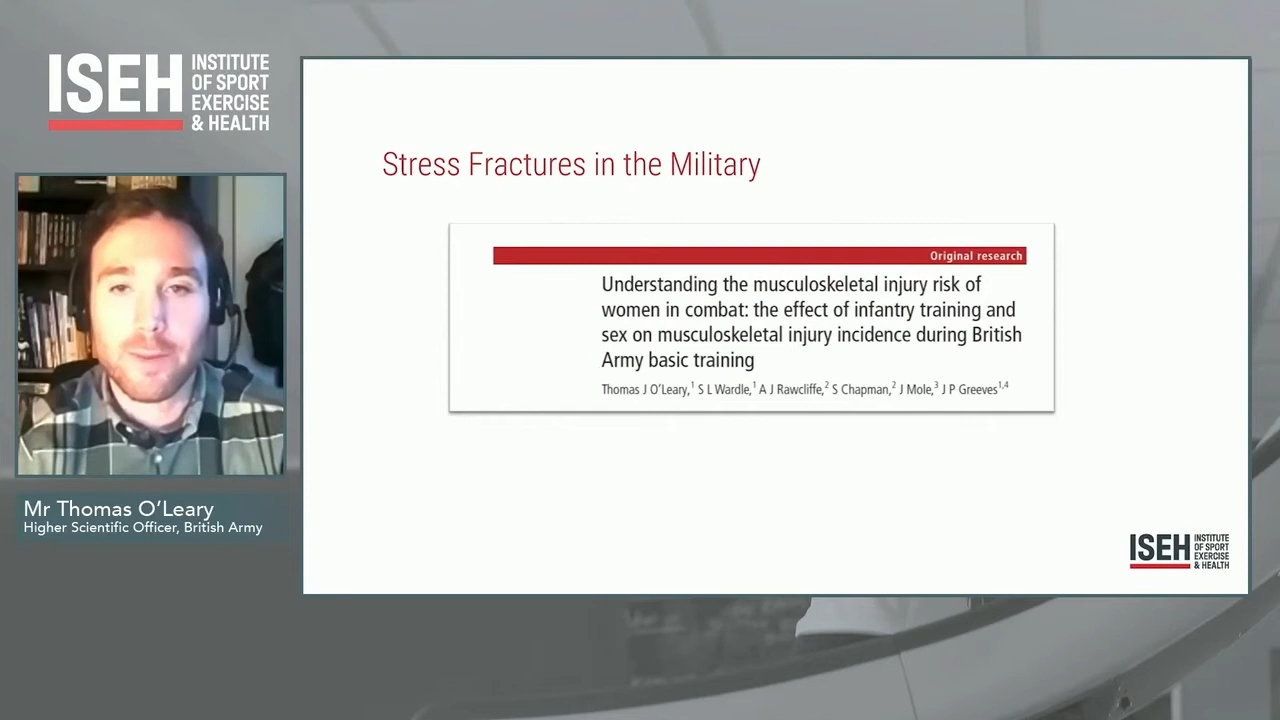 ISEH INSTITUTE
OF SPORT
EXERCISE
& HEALTH
Mr Thomas O'Leary
Higher Scientific Officer, British Army
Stress Fractures in the Military
Original research
Understanding the musculoskeletal injury risk of
women in combat: the effect of infantry training and
sex on musculoskeletal injury incidence during British
Army basic training
Thomas J O'Leary,¹ S L Wardle,¹ A J Rawcliffe,² S Chapman,² J Mole,³ J P Greeves¹,⁴
ISEH INSTITUTE
OF SPORT
EXERCISE
& HEALTH